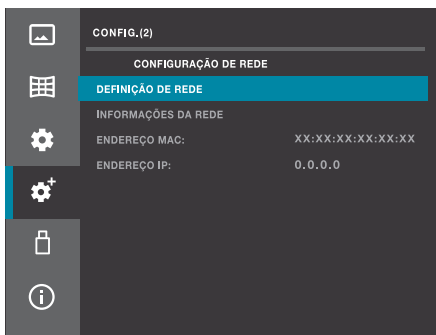 CONFIG.(2)
CONFIGURAÇÃO DE REDE
DEFINIÇÃO DE REDE
INFORMAÇÕES DA REDE
ENDEREÇO MAC: XX:XX:XX:XX:XX:XX
ENDEREÇO IP: 0.0.0.0